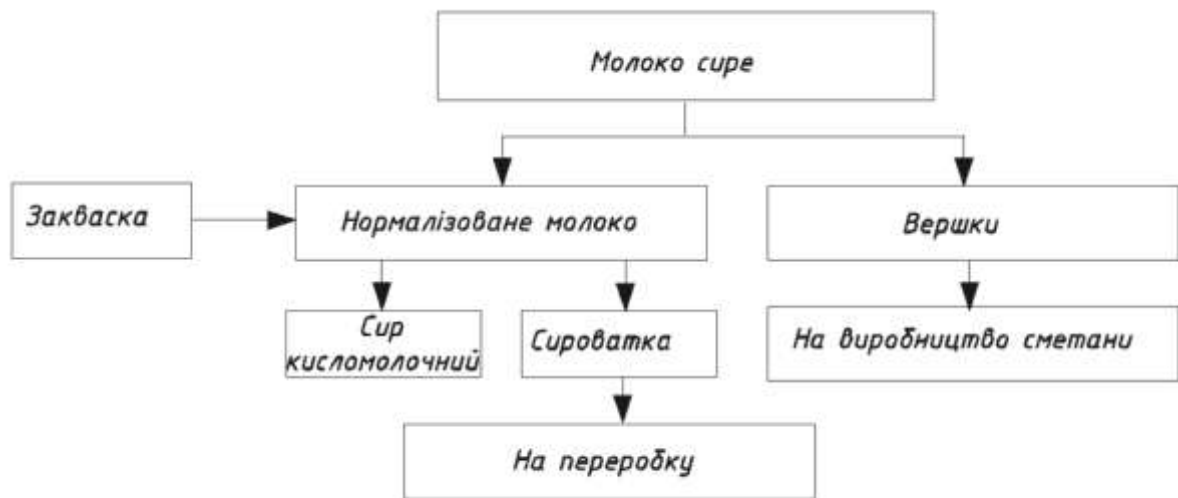 Молоко сире
Закваска
Нормалізоване молоко
Вершки
Сир
кисломолочний
Сироватка
На виробництво сметани
На переробку